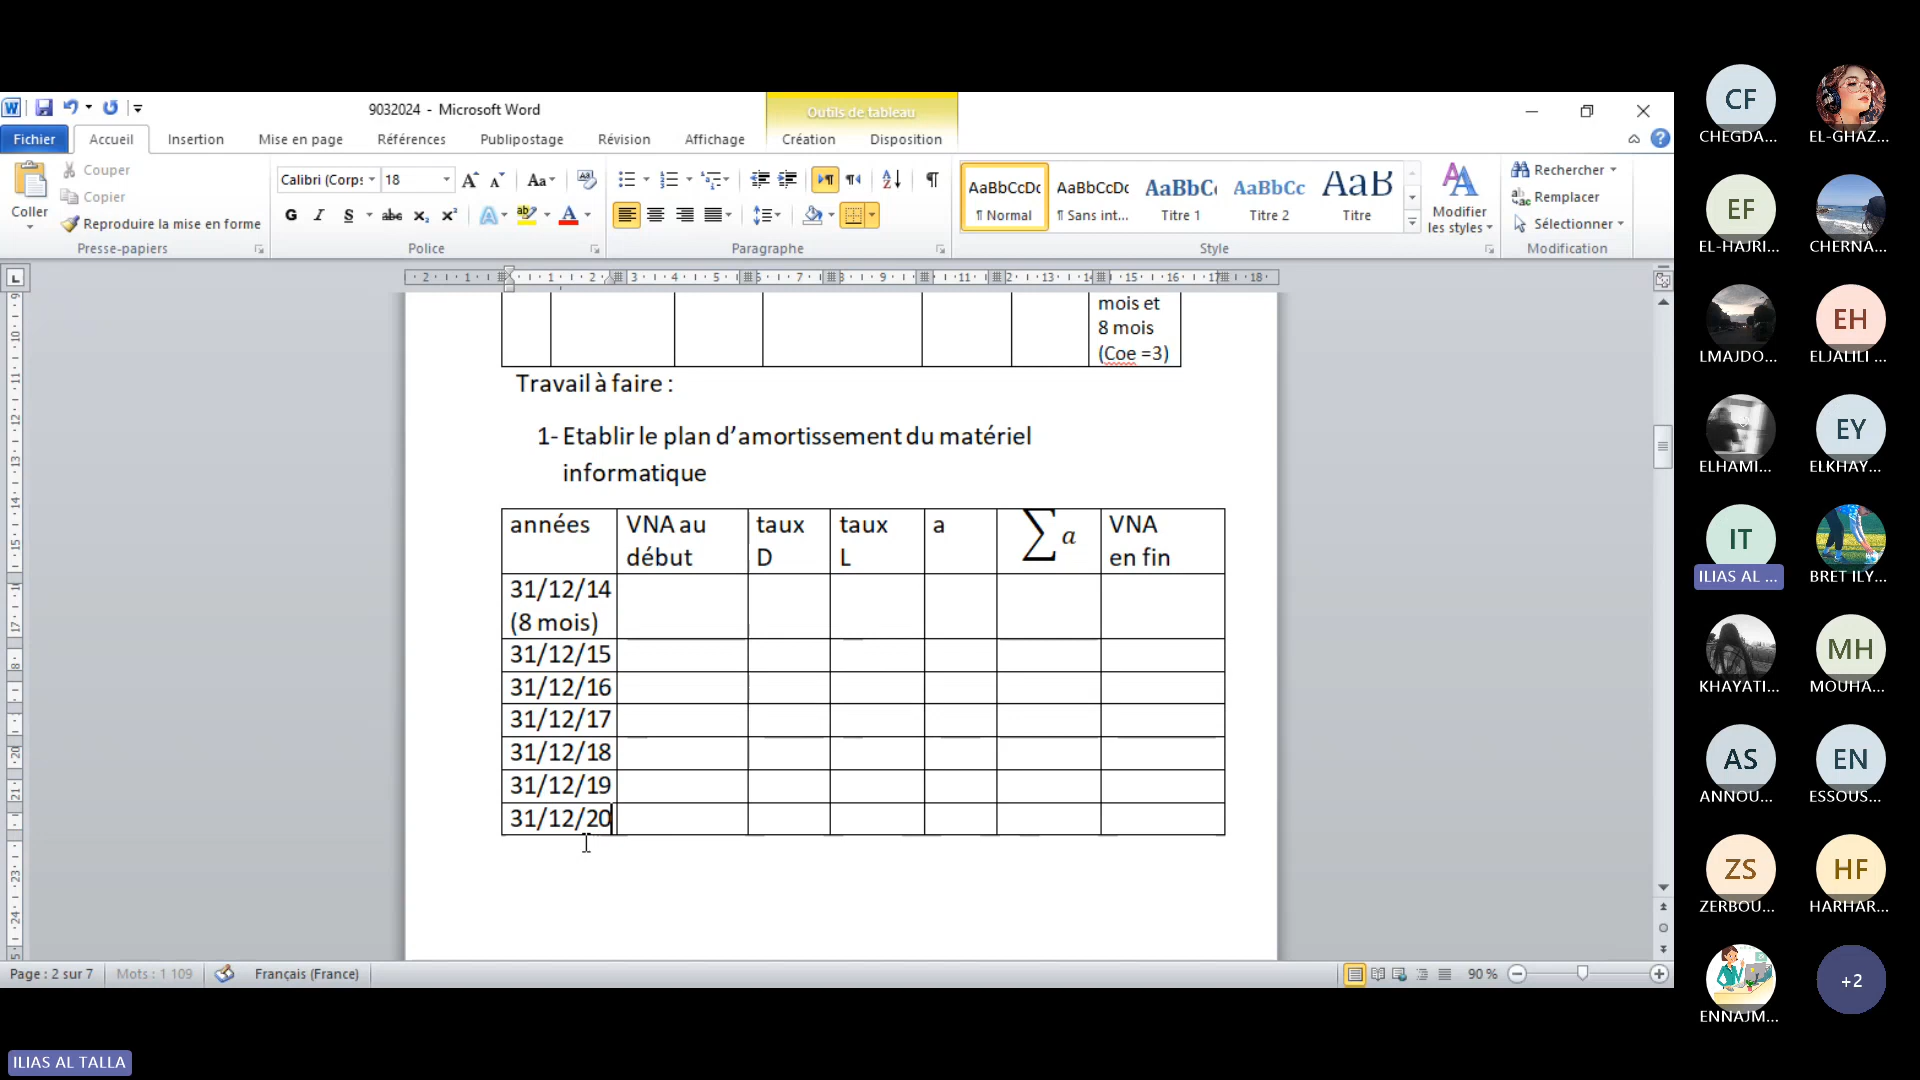 9032024 - Microsoft Word
Outils de tableau
Fichier Accueil Insertion Mise en page Références Publipostage Révision Affichage Création Disposition
Coller
Couper
Copier
Reproduire la mise en forme
Presse-papiers
Calibri (Corps 18
G I S abc x₂ x²
Police
Paragraphe
AaBbCcDc AaBbCcDc AaBbC AaBbCc AaB
¶ Normal ¶ Sans int... Titre 1 Titre 2 Titre
Modifier
les styles
Style
Rechercher
Remplacer
Sélectionner
Modification
mois et
8 mois
(Coe =3)
Travail à faire :
1- Etablir le plan d’amortissement du matériel
informatique
années VNA au début taux D taux L a ∑ a VNA en fin
31/12/14
(8 mois)
31/12/15
31/12/16
31/12/17
31/12/18
31/12/19
31/12/20
Page : 2 sur 7 Mots : 1 109 Français (France) 90 %
CF
CHEGDA...
EL-GHAZ...
EF
EL-HAJRI...
CHERNA...
LMAJDO...
EH
ELJALILI ...
ELHAMI...
EY
ELKHAY...
IT
ILIAS AL ...
BRET ILY...
KHAYATI...
MH
MOUHA...
AS
ANNOU...
EN
ESSOUS...
ZS
ZERBOU...
HF
HARHAR...
ENNAJM...
+2
ILIAS AL TALLA